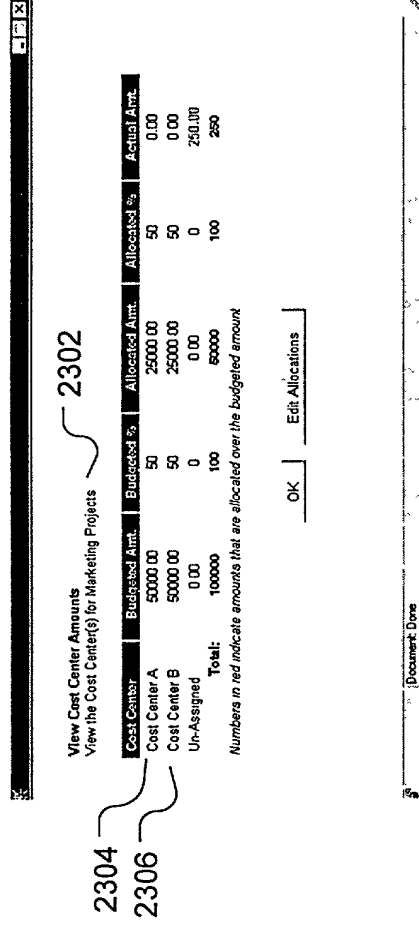 View Cost Center Amounts
View the Cost Center(s) for Marketing Projects
2302
Cost Center Budgeted Amt. Budgeted % Allocated Amt. Allocated % Actual Amt.
2304
Cost Center A 50000 00 50 25000 00 50 0.00
2306
Cost Center B 50000 00 50 25000 00 50 0 00
Un-Assigned 0 00 0 0.00 0 250.00
Total: 100000 100 50000 100 250
Numbers in red indicate amounts that are allocated over the budgeted amount
OK Edit Allocations
Document: Done